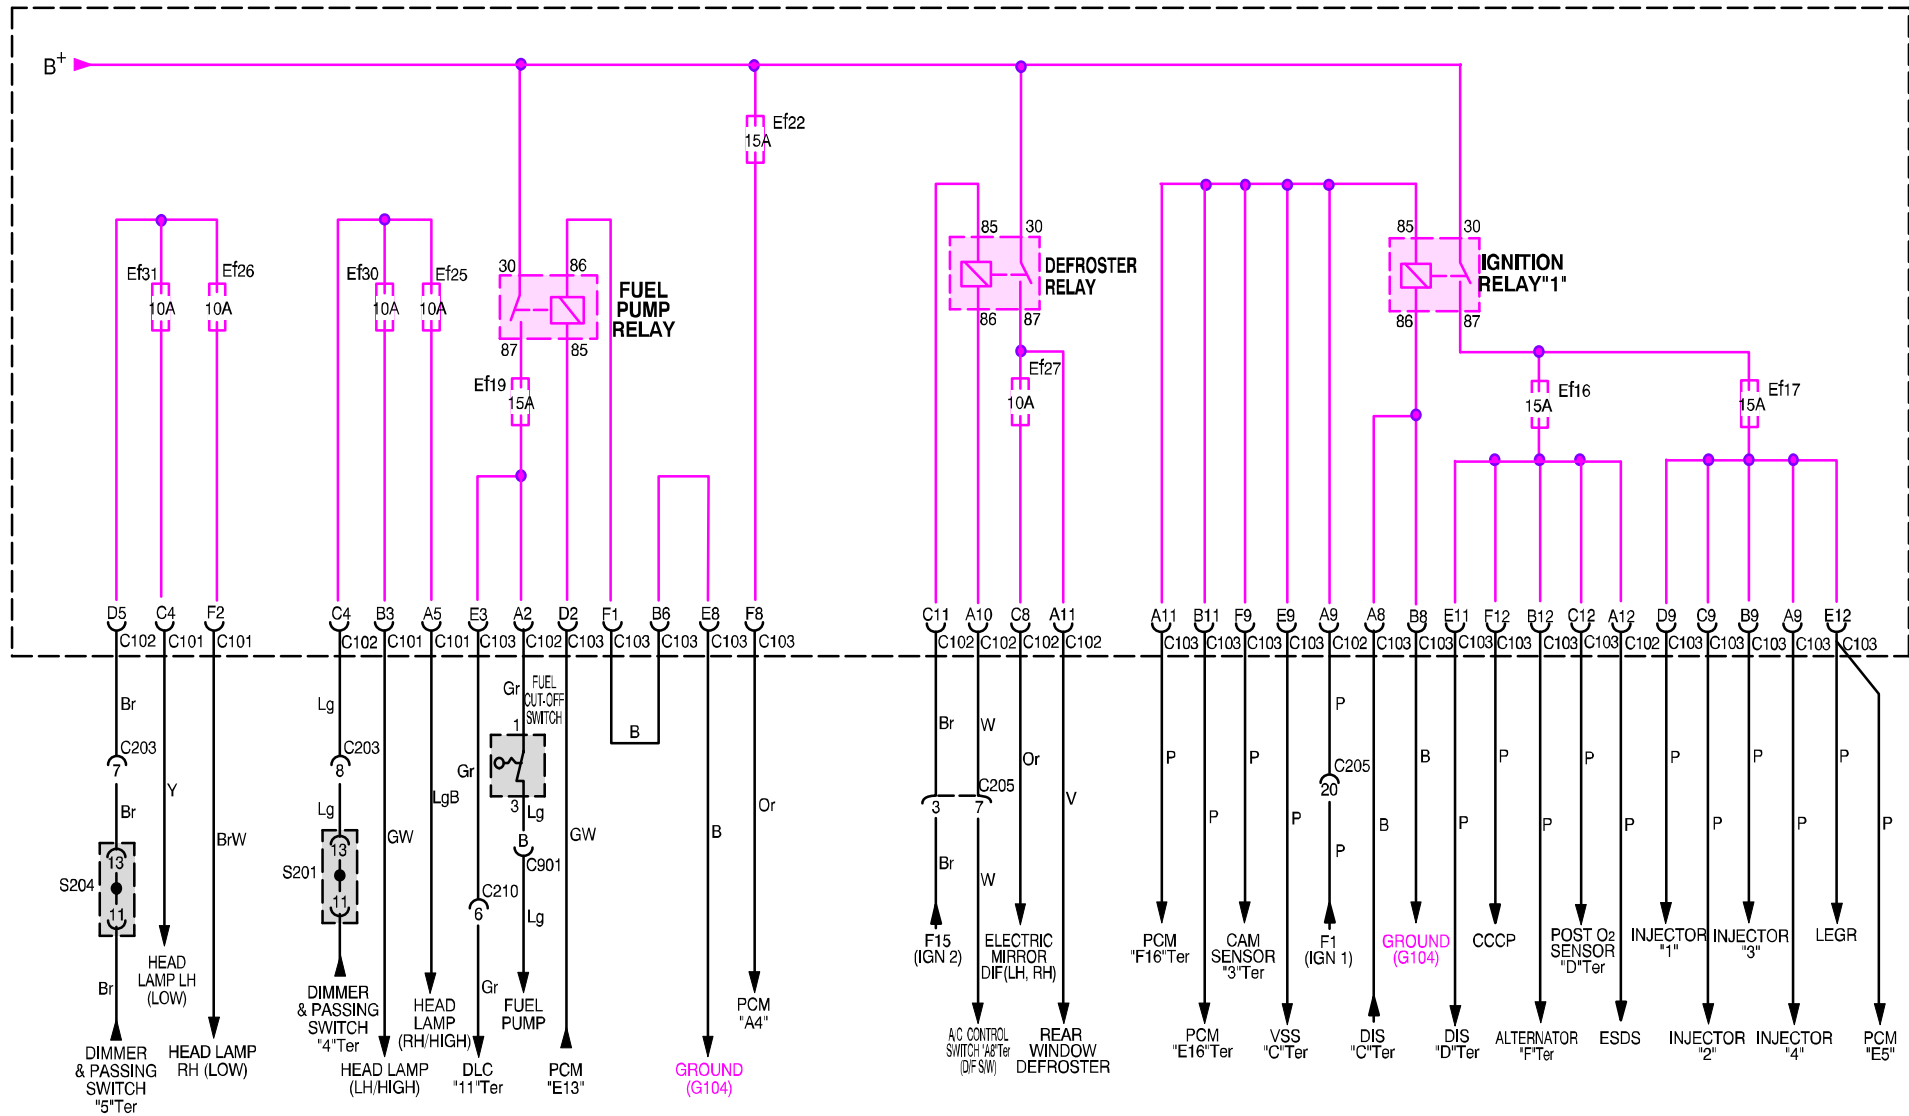 B+
Ef22
15A
85
30
85
30
Ef31
Ef26
Ef30
Ef25
30
86
DEFROSTER
RELAY
IGNITION
RELAY"1"
10A
10A
10A
10A
FUEL
PUMP
RELAY
86
87
86
87
87
85
Ef19
15A
Ef27
10A
Ef16
15A
Ef17
15A
D5
C4
F2
C4
B3
A5
E3
A2
D2
F1
B6
E8
F8
C11
A10
C8
A11
A11
B11
F9
E9
A9
A8
B8
E11
F12
B12
C12
A12
D9
C9
B9
A9
E12
C102
C101
C101
C102
C101
C101
C103
C102
C103
C103
C103
C103
C103
C102
C102
C102
C102
C103
C103
C103
C103
C102
C103
C103
C103
C103
C103
C103
C102
C103
C103
C103
C103
C103
Br
Lg
Gr
FUEL
CUT-OFF
SWITCH
1
B
Br
W
P
C203
7
C203
8
Gr
GW
Or
C205
20
P
P
B
P
P
P
P
P
Y
LgB
3
Lg
Or
C205
3
7
V
Br
Lg
BrW
GW
B
C901
GW
B
P
P
P
B
P
P
P
P
P
P
13
S204
11
13
S201
11
C210
6
Lg
Br
W
P
Br
Gr
HEAD
LAMP LH
(LOW)
F15
(IGN 2)
ELECTRIC
MIRROR
DIF(LH, RH)
PCM
"F16"Ter
CAM
SENSOR
"3"Ter
F1
(IGN 1)
GROUND
(G104)
CCCP
POST O2
SENSOR
"D"Ter
INJECTOR
"1"
INJECTOR
"3"
LEGR
DIMMER
& PASSING
SWITCH
"4"Ter
HEAD
LAMP
(RH/HIGH)
FUEL
PUMP
PCM
"A4"
DIMMER
& PASSING
SWITCH
"5"Ter
HEAD LAMP
RH (LOW)
HEAD LAMP
(LH/HIGH)
DLC
"11"Ter
PCM
"E13"
GROUND
(G104)
A/C CONTROL
SWITCH "A8"Ter
(D/F S/W)
REAR
WINDOW
DEFROSTER
PCM
"E16"Ter
VSS
"C"Ter
DIS
"C"Ter
DIS
"D"Ter
ALTERNATOR
"F"Ter
ESDS
INJECTOR
"2"
INJECTOR
"4"
PCM
"E5"